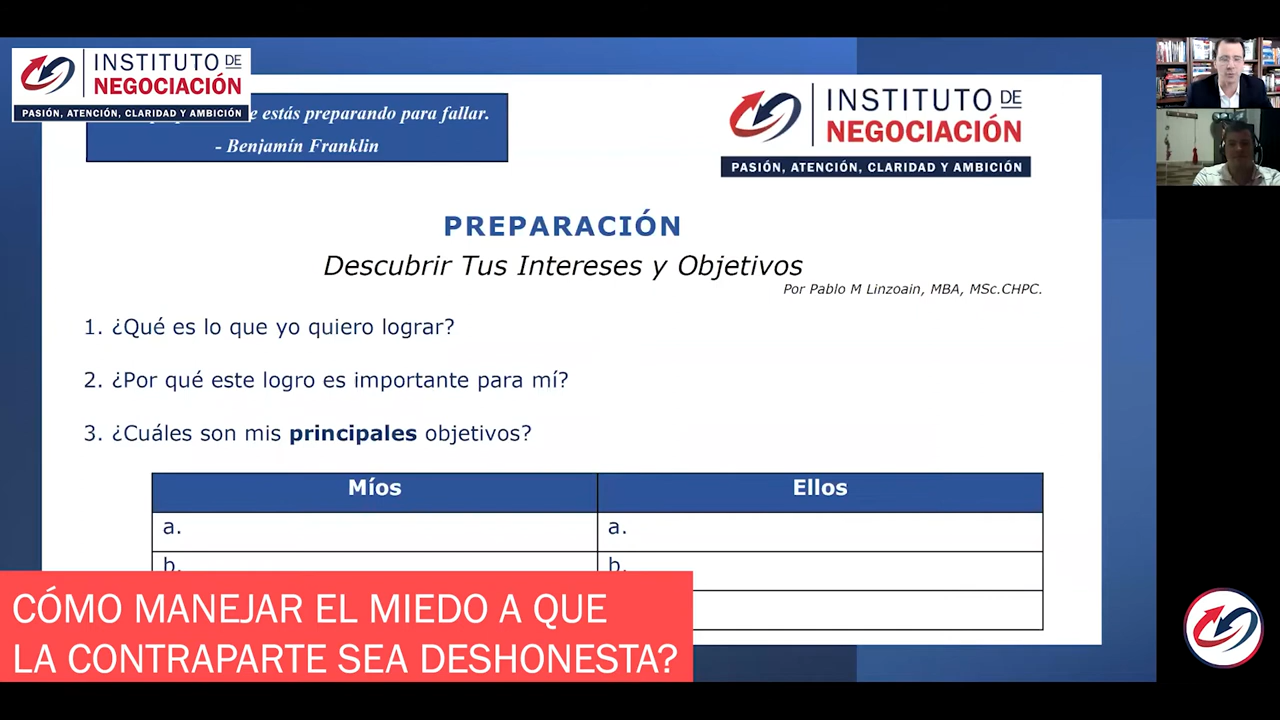 INSTITUTO DE
NEGOCIACIÓN
PASIÓN, ATENCIÓN, CLARIDAD Y AMBICIÓN
e estás preparando para fallar.
- Benjamín Franklin
INSTITUTO DE
NEGOCIACIÓN
PASIÓN, ATENCIÓN, CLARIDAD Y AMBICIÓN
PREPARACIÓN
Descubrir Tus Intereses y Objetivos
Por Pablo M Linzoain, MBA, MSc.CHPC.
1. ¿Qué es lo que yo quiero lograr?
2. ¿Por qué este logro es importante para mí?
3. ¿Cuáles son mis principales objetivos?
Míos Ellos
a. a.
b. b.
CÓMO MANEJAR EL MIEDO A QUE
LA CONTRAPARTE SEA DESHONESTA?